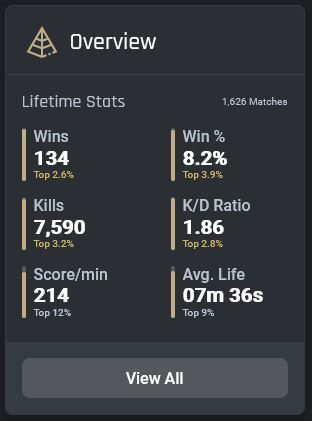 Overview
Lifetime Stats 1,626 Matches
Wins Win %
134 8.2%
Top 2.6% Top 3.9%
Kills K/D Ratio
7,590 1.86
Top 3.2% Top 2.8%
Score/min Avg. Life
214 07m 36s
Top 12% Top 9%
View All